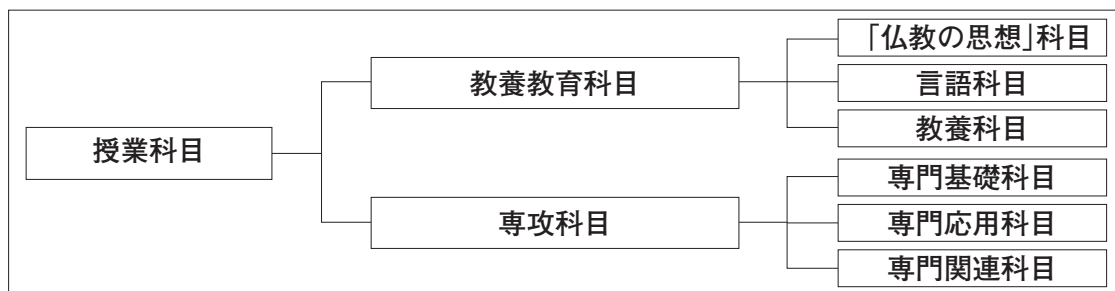 授業科目
教養教育科目
「仏教の思想」科目
言語科目
教養科目
専攻科目
専門基礎科目
専門応用科目
専門関連科目